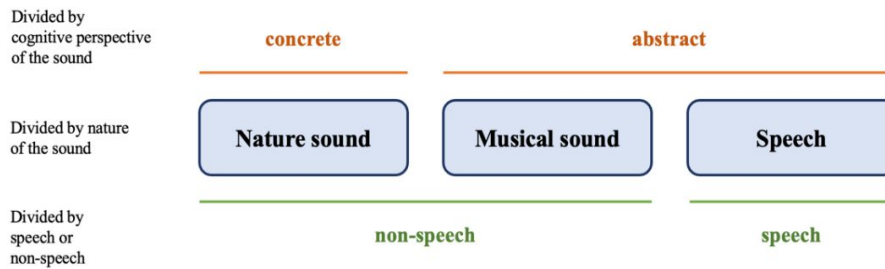 Divided by
cognitive perspective
of the sound
concrete
abstract
Divided by nature
of the sound
Nature sound
Musical sound
Speech
Divided by
speech or
non-speech
non-speech
speech